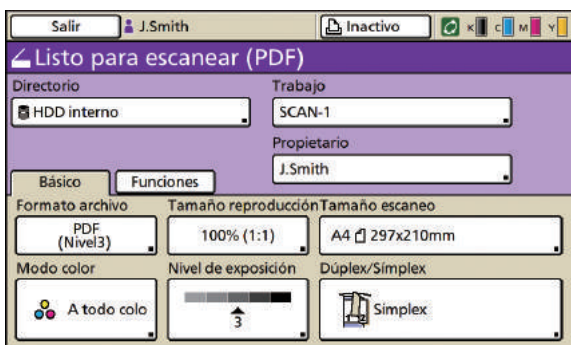 Salir J.Smith Inactivo K C M Y
Listo para escanear (PDF)
Directorio Trabajo
HDD interno SCAN-1
Propietario
J.Smith
Básico Funciones
Formato archivo Tamaño reproducción Tamaño escaneo
PDF
(Nivel3) 100% (1:1) A4 297x210mm
Modo color Nivel de exposición Dúplex/Símplex
A todo colo 3 Simplex